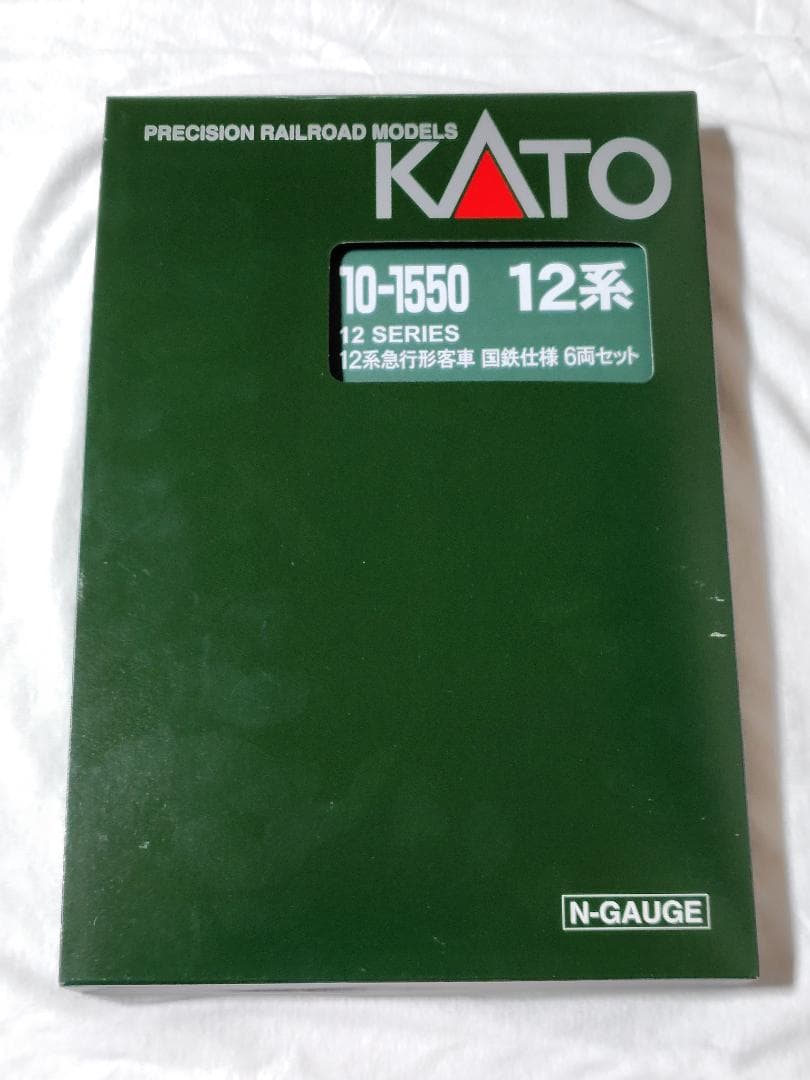 PRECISION RAILROAD MODELS
KATO
10-1550 12系
12 SERIES
12系急行形客車 国鉄仕様 6両セット
N-GAUGE